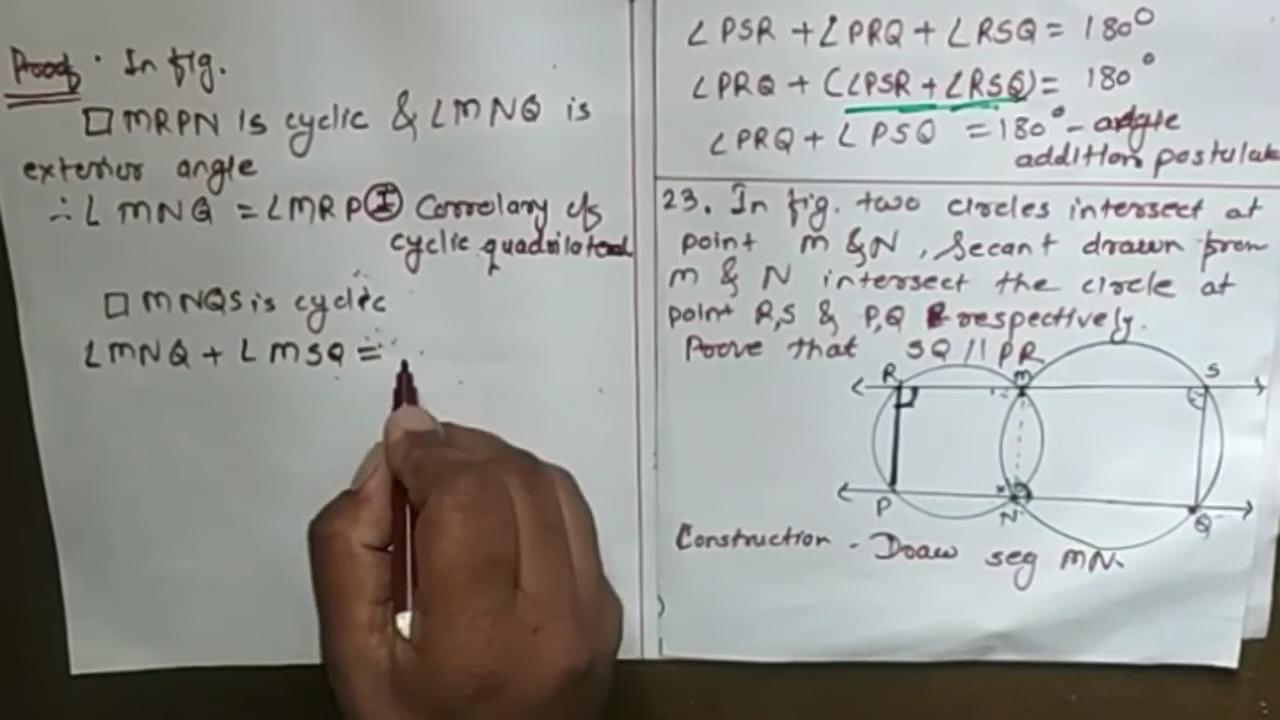 Proof. In fig.
□ MRPN is cyclic & ∠MNQ is
exterior angle
∴ ∠ MNQ = ∠MRP Ⓘ Correlary of
cyclic quadrilateral
□ MNQS is cyclic
∠MNQ + ∠MSQ =
∠PSR + ∠PRQ + ∠RSQ = 180°
∠PRQ + (∠PSR + ∠RSQ) = 180°
∠PRQ + ∠PSQ = 180° - angle
addition postulate
23. In fig. two circles intersect at
point M & N, Secant drawn from
M & N intersect the circle at
point R,S & P,Q respectively.
Prove that SQ || PR
R M S
P N Q
Construction - Draw seg MN.